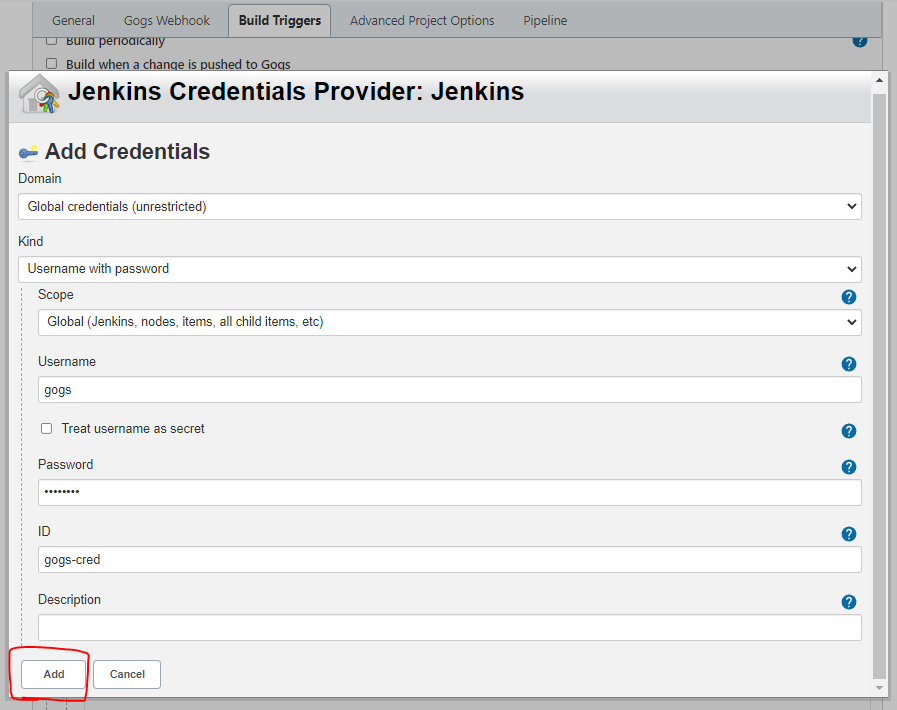 General Gogs Webhook Build Triggers Advanced Project Options Pipeline
Build periodically
Build when a change is pushed to Gogs
Jenkins Credentials Provider: Jenkins
Add Credentials
Domain
Global credentials (unrestricted)
Kind
Username with password
Scope
Global (Jenkins, nodes, items, all child items, etc)
Username
gogs
Treat username as secret
Password
••••••••
ID
gogs-cred
Description
Add Cancel